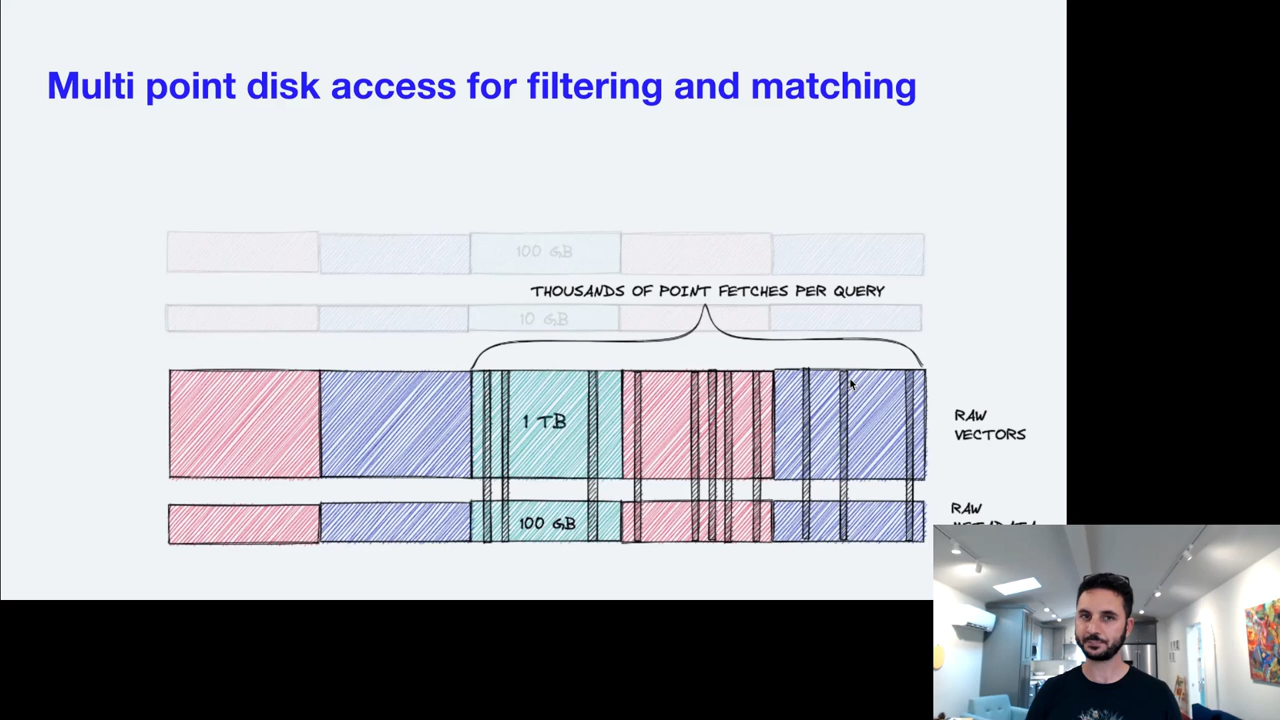 Multi point disk access for filtering and matching
100 GB
THOUSANDS OF POINT FETCHES PER QUERY
10 GB
1 TB
RAW
VECTORS
100 GB
RAW